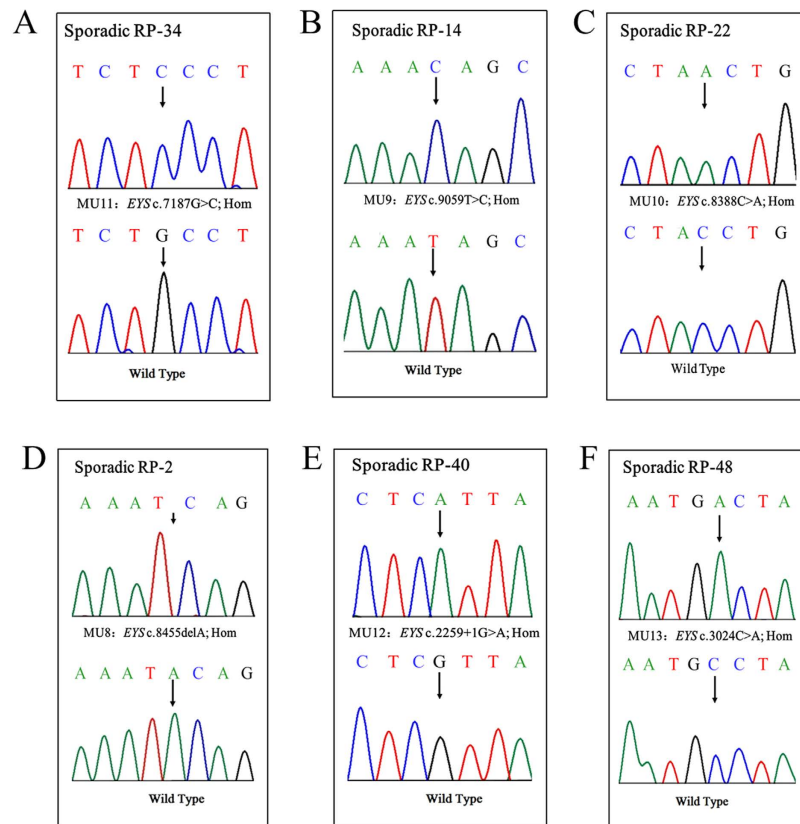 A
Sporadic RP-34
T C T C C C T
MU11: EYS c.7187G>C; Hom
T C T G C C T
Wild Type
B
Sporadic RP-14
A A A C A G C
MU9: EYS c.9059T>C; Hom
A A A T A G C
Wild Type
C
Sporadic RP-22
C T A A C T G
MU10: EYS c.8388C>A; Hom
C T A C C T G
Wild Type
D
Sporadic RP-2
A A A T C A G
MU8: EYS c.8455delA; Hom
A A A T A C A G
Wild Type
E
Sporadic RP-40
C T C A T T A
MU12: EYS c.2259+1G>A; Hom
C T C G T T A
Wild Type
F
Sporadic RP-48
A A T G A C T A
MU13: EYS c.3024C>A; Hom
A A T G C C T A
Wild Type